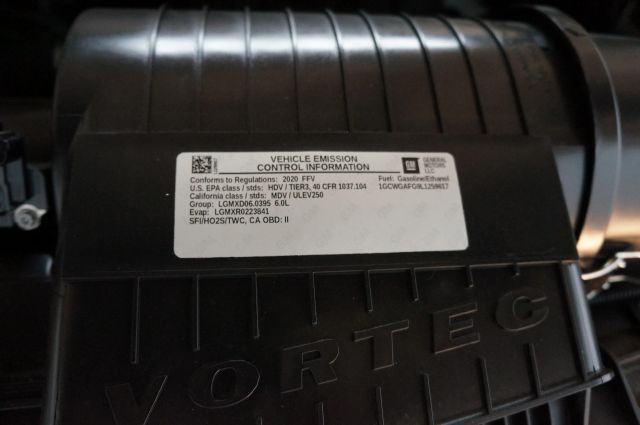 VEHICLE EMISSION
CONTROL INFORMATION
GM
GENERAL
MOTORS
LLC
Conforms to Regulations: 2020 FFV
Fuel: Gasoline/Ethanol
U.S. EPA class / stds: HDV / TIER3, 40 CFR 1037.104
1GCWGAFG9L1259617
California class / stds: MDV / ULEV250
Group: LGMXD06.0395 6.0L
Evap: LGMXR0223841
SFI/HO2S/TWC, CA OBD: II
VORTEC